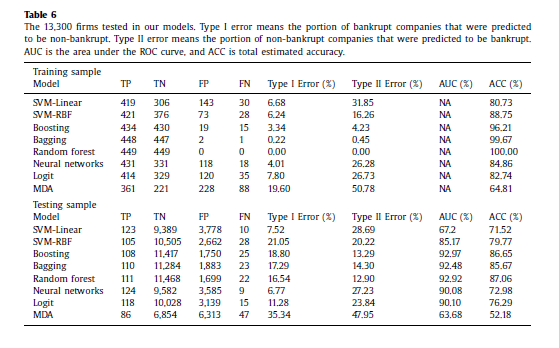 Table 6
The 13,300 firms tested in our models. Type I error means the portion of bankrupt companies that were predicted
to be non-bankrupt. Type II error means the portion of non-bankrupt companies that were predicted to be bankrupt.
AUC is the area under the ROC curve, and ACC is total estimated accuracy.
Training sample
Model TP TN FP FN Type I Error (%) Type II Error (%) AUC (%) ACC (%)
SVM-Linear 419 306 143 30 6.68 31.85 NA 80.73
SVM-RBF 421 376 73 28 6.24 16.26 NA 88.75
Boosting 434 430 19 15 3.34 4.23 NA 96.21
Bagging 448 447 2 1 0.22 0.45 NA 99.67
Random forest 449 449 0 0 0.00 0.00 NA 100.00
Neural networks 431 331 118 18 4.01 26.28 NA 84.86
Logit 414 329 120 35 7.80 26.73 NA 82.74
MDA 361 221 228 88 19.60 50.78 NA 64.81
Testing sample
Model TP TN FP FN Type I Error (%) Type II Error (%) AUC (%) ACC (%)
SVM-Linear 123 9,389 3,778 10 7.52 28.69 67.2 71.52
SVM-RBF 105 10,505 2,662 28 21.05 20.22 85.17 79.77
Boosting 108 11,417 1,750 25 18.80 13.29 92.97 86.65
Bagging 110 11,284 1,883 23 17.29 14.30 92.48 85.67
Random forest 111 11,468 1,699 22 16.54 12.90 92.92 87.06
Neural networks 124 9,582 3,585 9 6.77 27.23 90.08 72.98
Logit 118 10,028 3,139 15 11.28 23.84 90.10 76.29
MDA 86 6,854 6,313 47 35.34 47.95 63.68 52.18